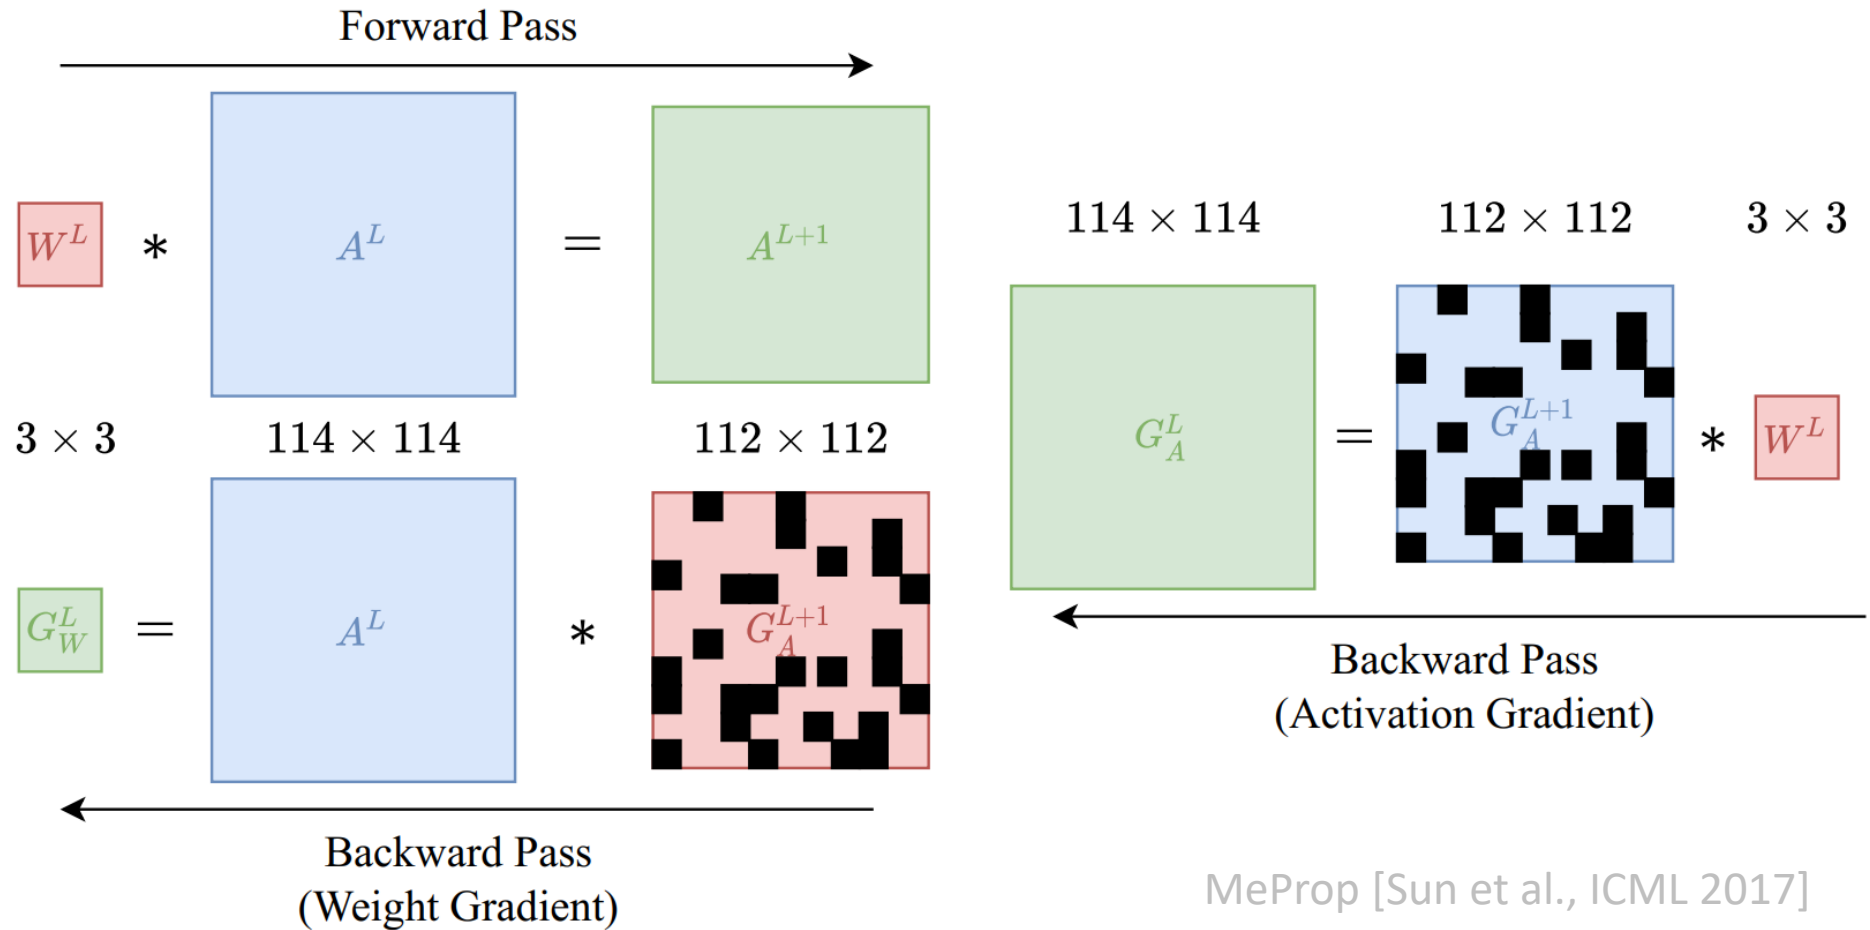 Forward Pass
W^L * A^L = A^{L+1}
3 × 3 114 × 114 112 × 112
G_W^L = A^L * G_A^{L+1}
Backward Pass
(Weight Gradient)
114 × 114 112 × 112 3 × 3
G_A^L = G_A^{L+1} * W^L
Backward Pass
(Activation Gradient)
MeProp [Sun et al., ICML 2017]